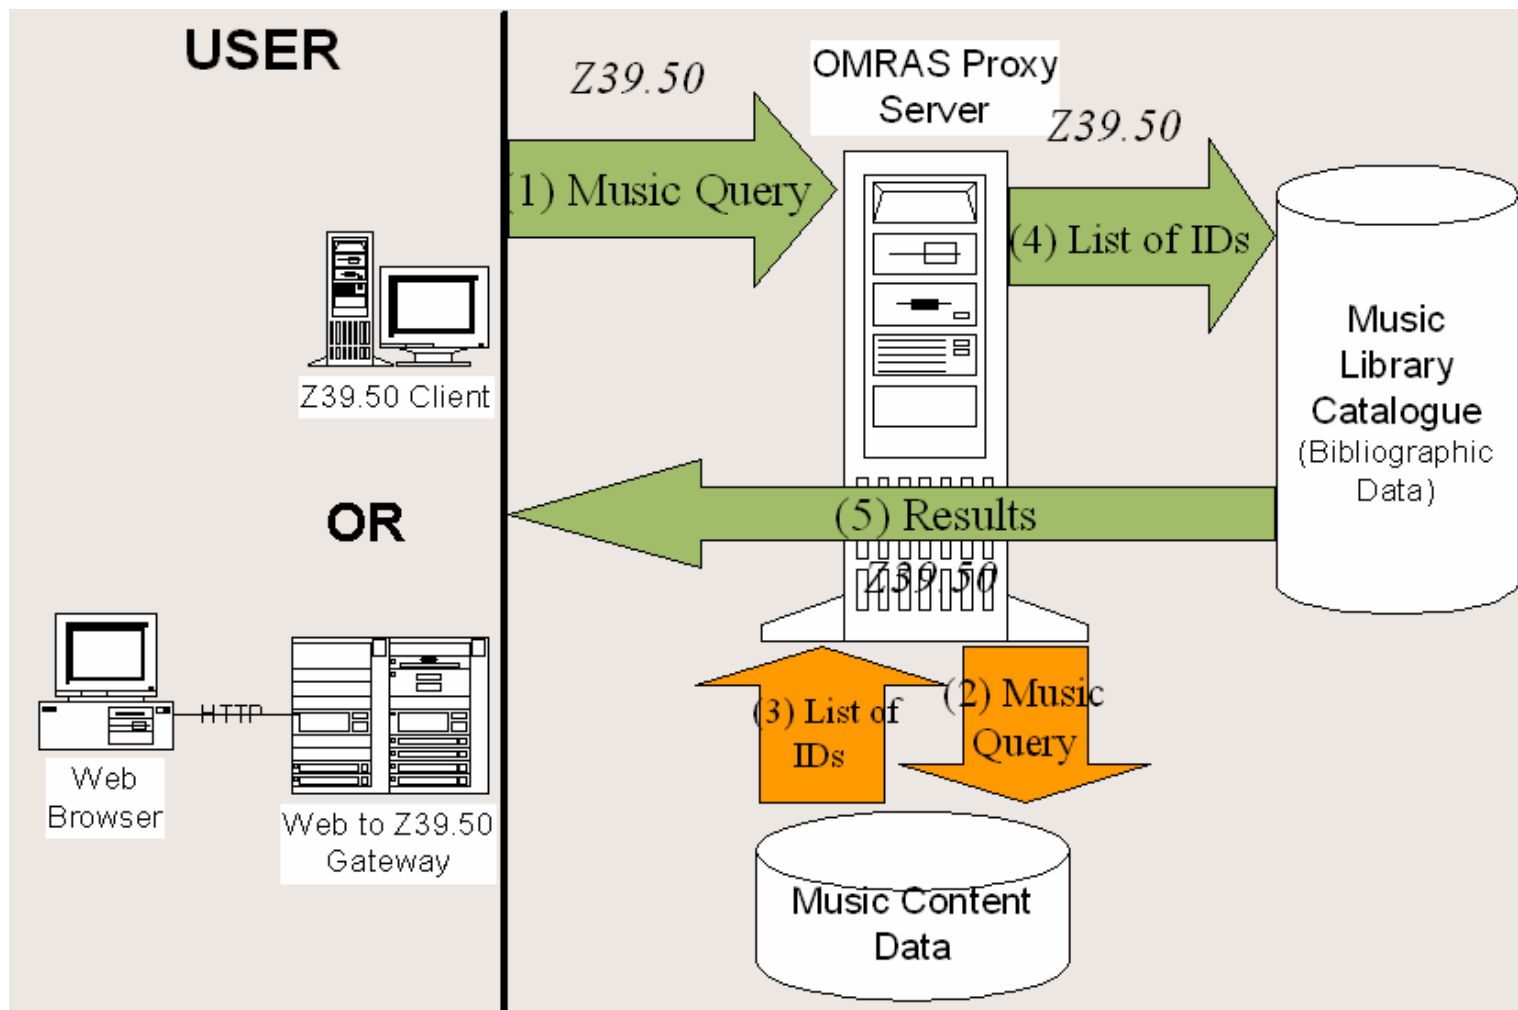 USER
Z39.50
OMRAS Proxy
Server
Z39.50
(1) Music Query
(4) List of IDs
Z39.50 Client
Music
Library
Catalogue
(Bibliographic
Data)
OR
(5) Results
Z39.50
HTTP
Web
Browser
Web to Z39.50
Gateway
(3) List of
IDs
(2) Music
Query
Music Content
Data